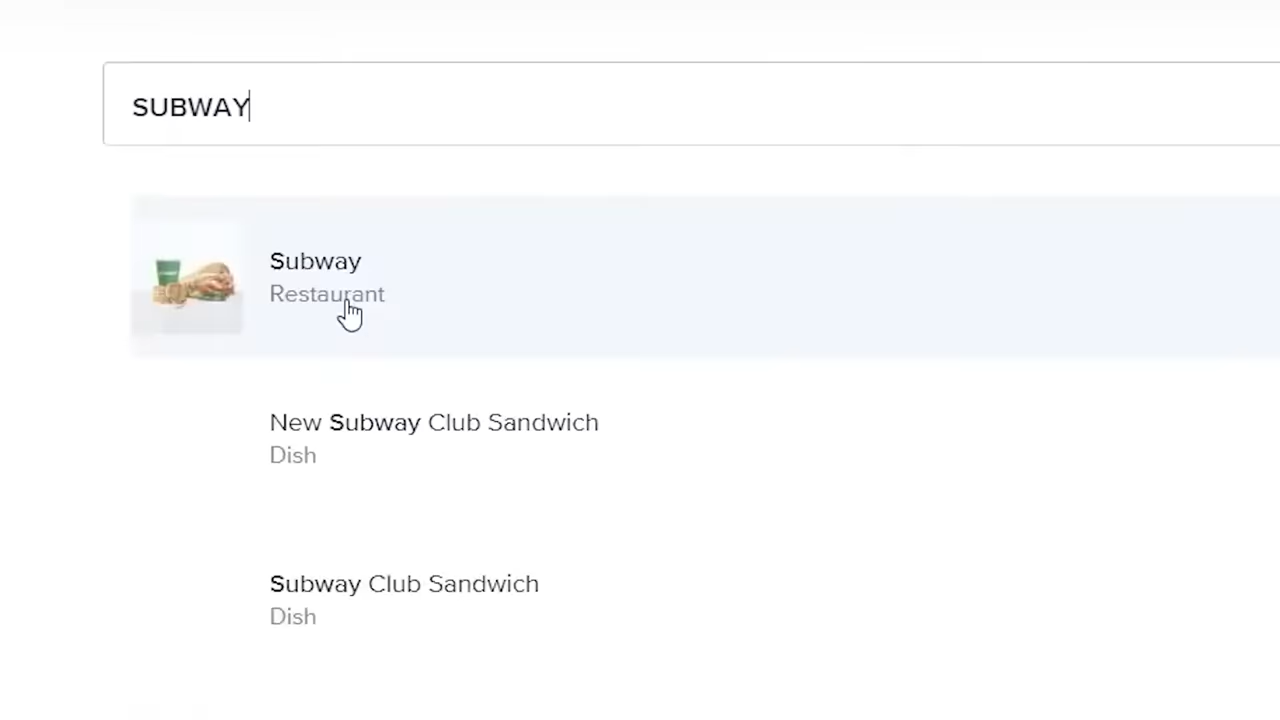 SUBWAY
Subway
Restaurant
New Subway Club Sandwich
Dish
Subway Club Sandwich
Dish